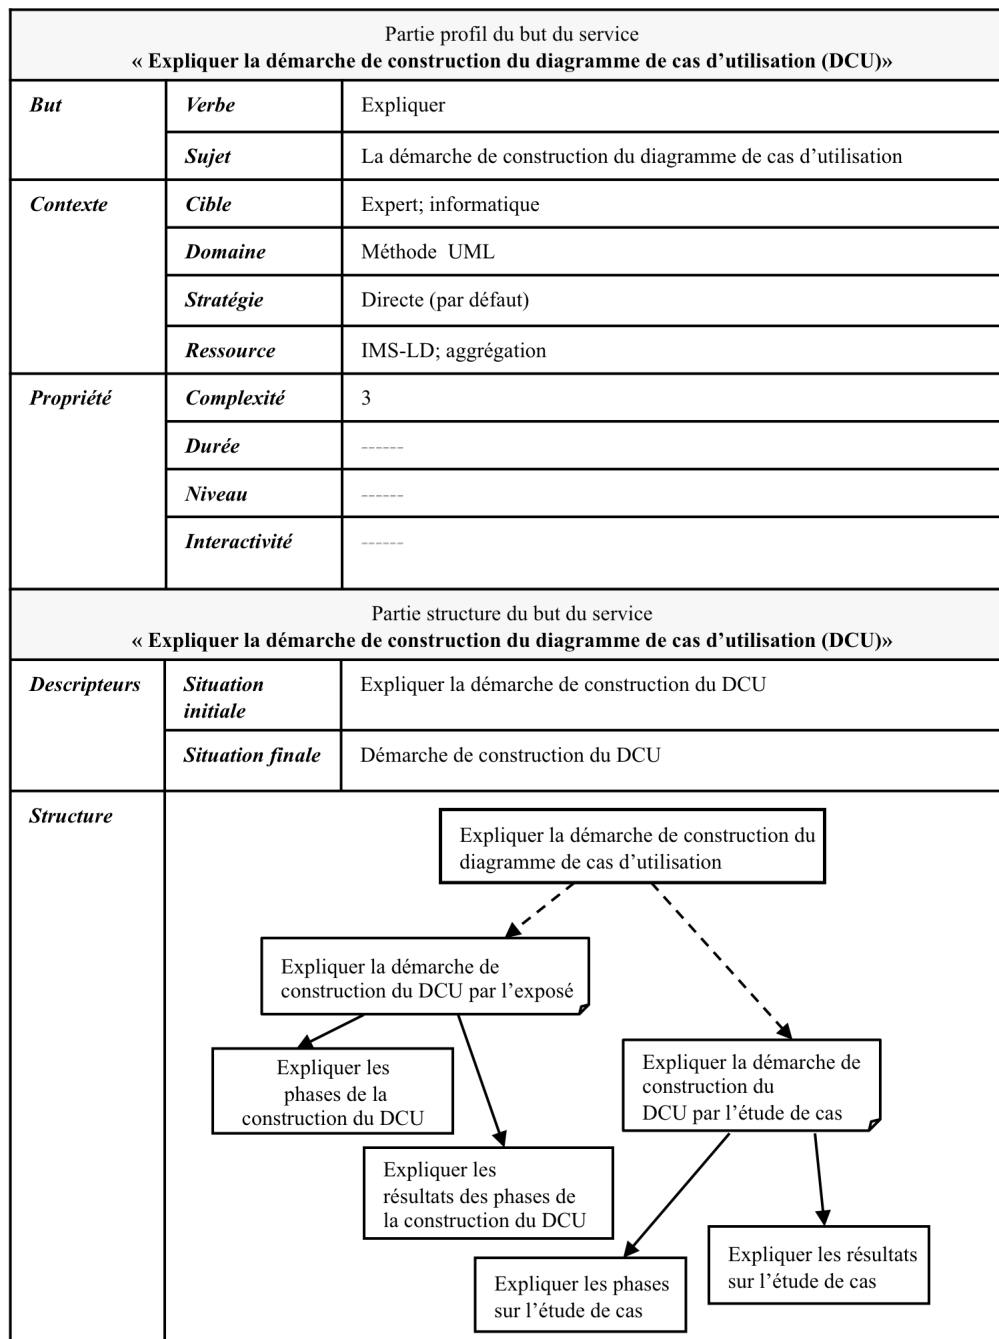 Partie profil du but du service
« Expliquer la démarche de construction du diagramme de cas d’utilisation (DCU)»
But
Verbe
Expliquer
Sujet
La démarche de construction du diagramme de cas d’utilisation
Contexte
Cible
Expert; informatique
Domaine
Méthode UML
Stratégie
Directe (par défaut)
Ressource
IMS-LD; aggrégation
Propriété
Complexité
3
Durée
------
Niveau
------
Interactivité
------
Partie structure du but du service
« Expliquer la démarche de construction du diagramme de cas d’utilisation (DCU)»
Descripteurs
Situation
initiale
Expliquer la démarche de construction du DCU
Situation finale
Démarche de construction du DCU
Structure
Expliquer la démarche de construction du
diagramme de cas d’utilisation
Expliquer la démarche de
construction du DCU par l’exposé
Expliquer les
phases de la
construction du DCU
Expliquer la démarche de
construction du
DCU par l’étude de cas
Expliquer les
résultats des phases de
la construction du DCU
Expliquer les résultats
sur l’étude de cas
Expliquer les phases
sur l’étude de cas